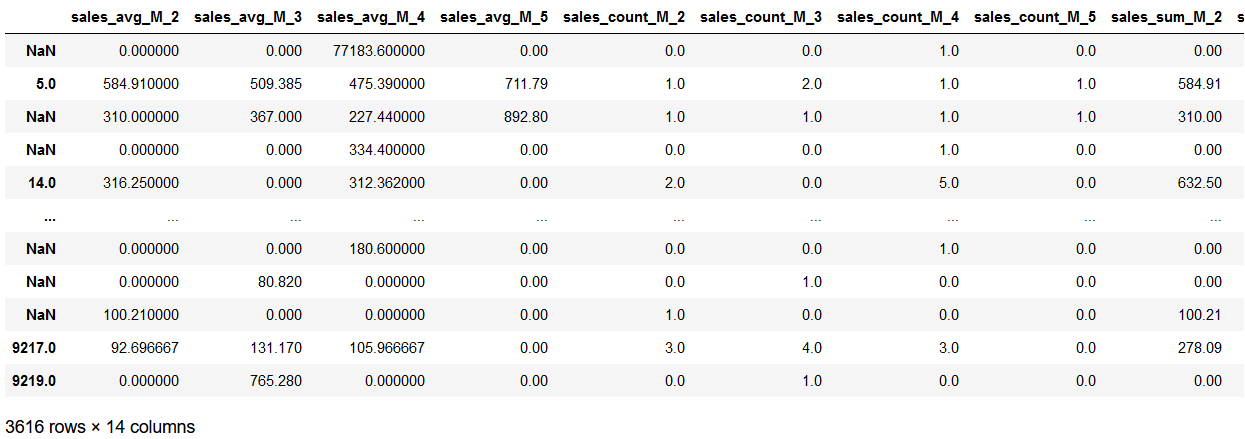 sales_avg_M_2 sales_avg_M_3 sales_avg_M_4 sales_avg_M_5 sales_count_M_2 sales_count_M_3 sales_count_M_4 sales_count_M_5 sales_sum_M_2 s
NaN 0.000000 0.000 77183.600000 0.00 0.0 0.0 1.0 0.0 0.00
5.0 584.910000 509.385 475.390000 711.79 1.0 2.0 1.0 1.0 584.91
NaN 310.000000 367.000 227.440000 892.80 1.0 1.0 1.0 1.0 310.00
NaN 0.000000 0.000 334.400000 0.00 0.0 0.0 1.0 0.0 0.00
14.0 316.250000 0.000 312.362000 0.00 2.0 0.0 5.0 0.0 632.50
... ... ... ... ... ... ... ... ... ...
NaN 0.000000 0.000 180.600000 0.00 0.0 0.0 1.0 0.0 0.00
NaN 0.000000 80.820 0.000000 0.00 0.0 1.0 0.0 0.0 0.00
NaN 100.210000 0.000 0.000000 0.00 1.0 0.0 0.0 0.0 100.21
9217.0 92.696667 131.170 105.966667 0.00 3.0 4.0 3.0 0.0 278.09
9219.0 0.000000 765.280 0.000000 0.00 0.0 1.0 0.0 0.0 0.00
3616 rows × 14 columns